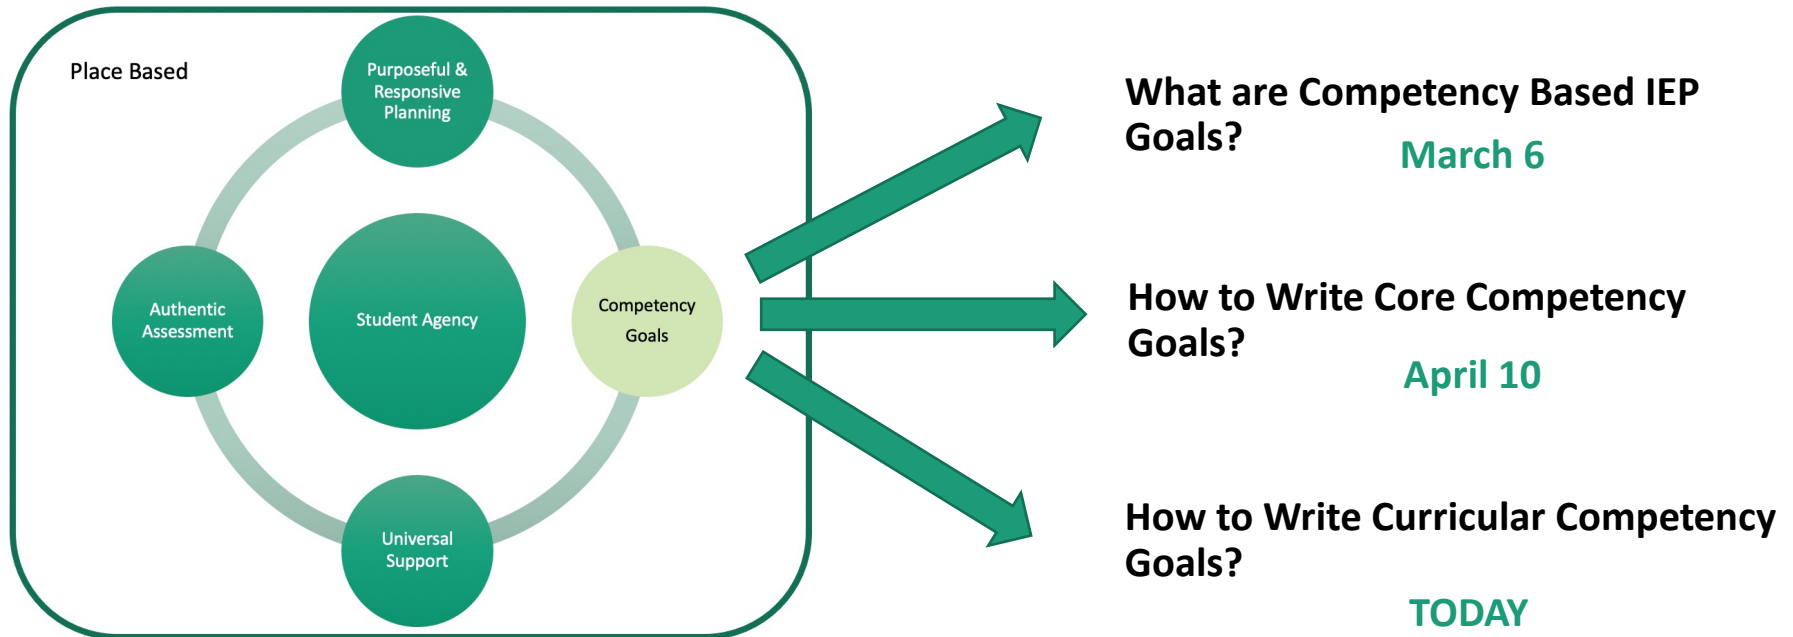 Place Based
Purposeful &
Responsive
Planning
Authentic
Assessment
Student Agency
Competency
Goals
Universal
Support
What are Competency Based IEP
Goals?
March 6
How to Write Core Competency
Goals?
April 10
How to Write Curricular Competency
Goals?
TODAY